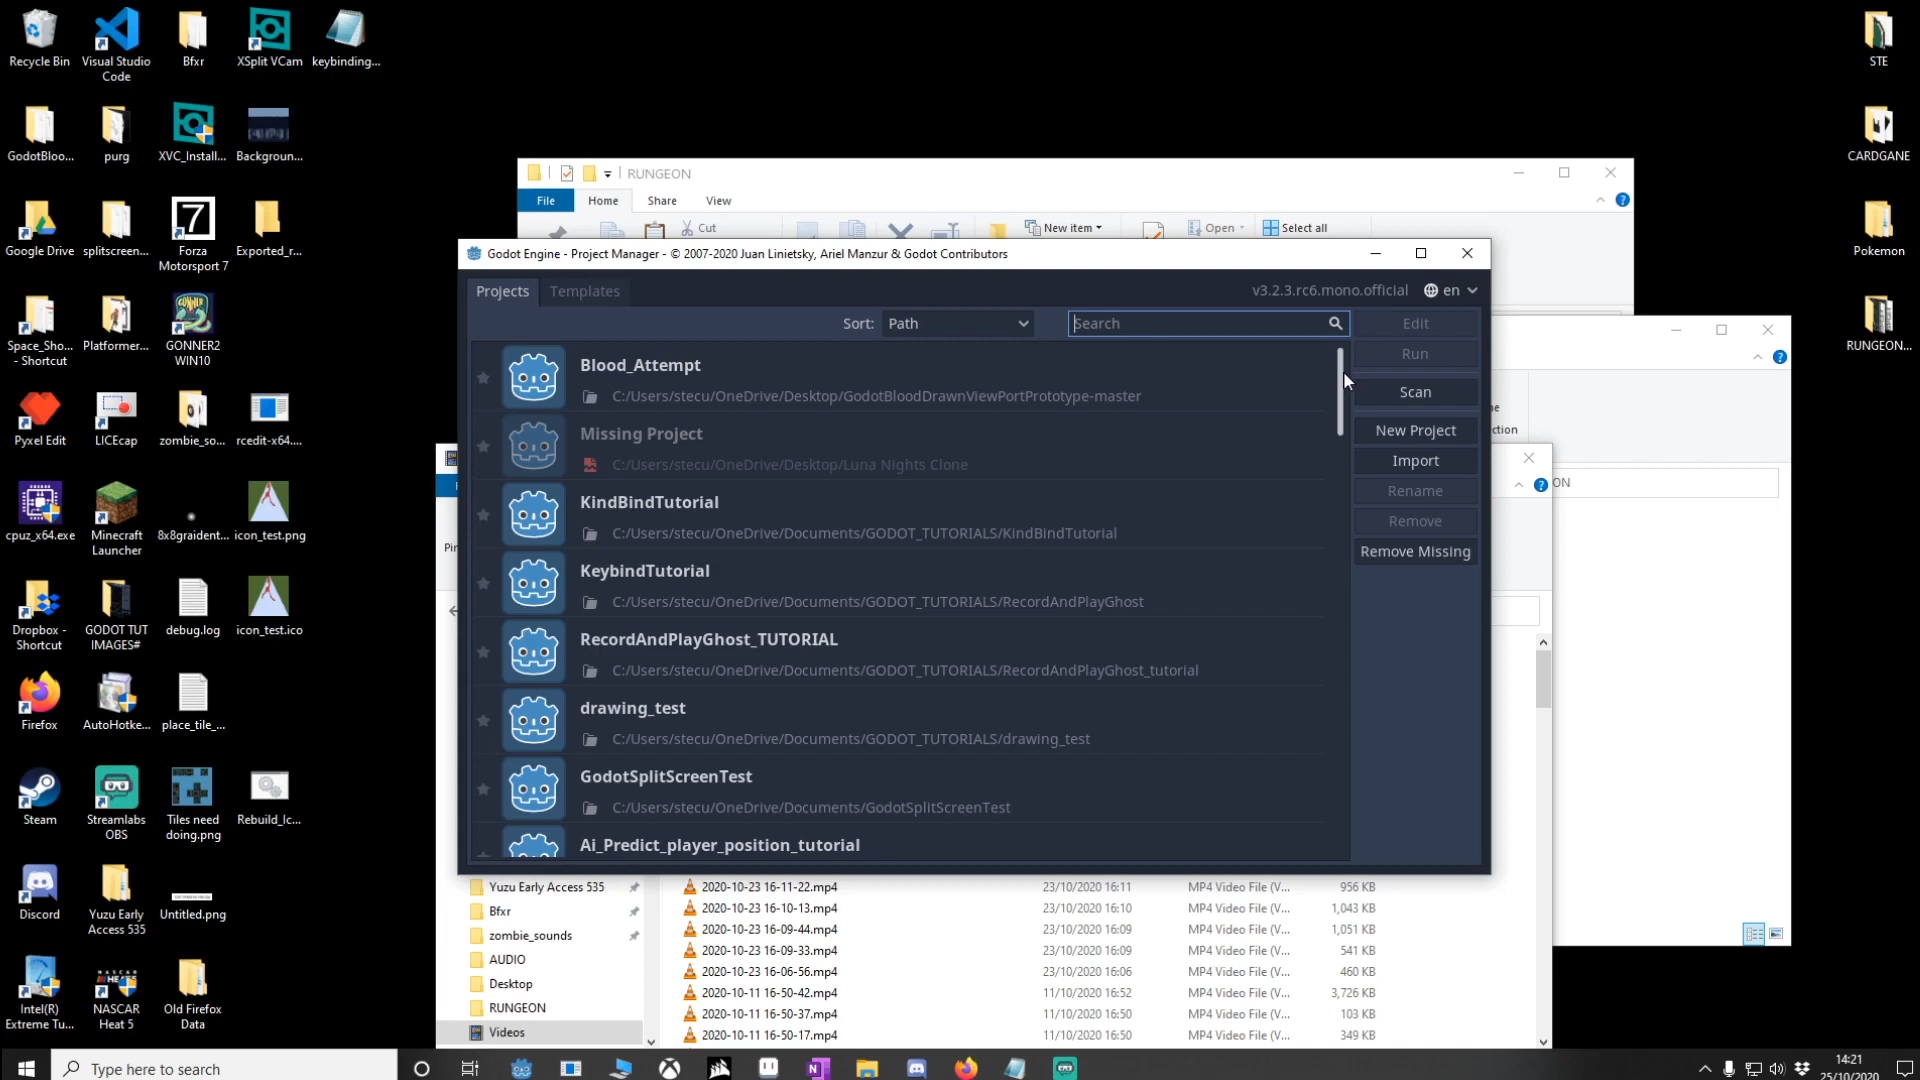 Recycle Bin
Visual Studio
Code
Bfxr
XSplit VCam
keybinding...
STE
GodotBloo...
purg
XVC_Install...
Backgroun...
CARDGANE
Google Drive
splitscreen...
7
Forza
Motorsport 7
Exported_r...
Pokemon
Space_Sho...
- Shortcut
Platformer...
GONNER2
WIN10
RUNGEON...
Pyxel Edit
LICEcap
zombie_so...
rcedit-x64....
cpuz_x64.exe
Minecraft
Launcher
8x8graident...
icon_test.png
Dropbox -
Shortcut
GODOT TUT
IMAGES#
debug.log
icon_test.ico
Firefox
AutoHotke...
place_tile_...
Steam
Streamlabs
OBS
Tiles need
doing.png
Rebuild_Ic...
Discord
Yuzu Early
Access 535
Untitled.png
Intel(R)
Extreme Tu...
NASCAR
Heat 5
Old Firefox
Data
RUNGEON
File
Home
Share
View
Cut
New item
Open
Select all
Godot Engine - Project Manager - © 2007-2020 Juan Linietsky, Ariel Manzur & Godot Contributors
Projects
Templates
v3.2.3.rc6.mono.official
en
Sort:
Path
Search
Edit
Run
Scan
New Project
Import
Rename
Remove
Remove Missing
Blood_Attempt
C:/Users/stecu/OneDrive/Desktop/GodotBloodDrawnViewPortPrototype-master
Missing Project
C:/Users/stecu/OneDrive/Desktop/Luna Nights Clone
KindBindTutorial
C:/Users/stecu/OneDrive/Documents/GODOT_TUTORIALS/KindBindTutorial
KeybindTutorial
C:/Users/stecu/OneDrive/Documents/GODOT_TUTORIALS/RecordAndPlayGhost
RecordAndPlayGhost_TUTORIAL
C:/Users/stecu/OneDrive/Documents/GODOT_TUTORIALS/RecordAndPlayGhost_tutorial
drawing_test
C:/Users/stecu/OneDrive/Documents/GODOT_TUTORIALS/drawing_test
GodotSplitScreenTest
C:/Users/stecu/OneDrive/Documents/GodotSplitScreenTest
Ai_Predict_player_position_tutorial
Yuzu Early Access 535
Bfxr
zombie_sounds
AUDIO
Desktop
RUNGEON
Videos
2020-10-23 16-11-22.mp4 23/10/2020 16:11 MP4 Video File (V... 956 KB
2020-10-23 16-10-13.mp4 23/10/2020 16:10 MP4 Video File (V... 1,043 KB
2020-10-23 16-09-44.mp4 23/10/2020 16:09 MP4 Video File (V... 1,051 KB
2020-10-23 16-09-33.mp4 23/10/2020 16:09 MP4 Video File (V... 541 KB
2020-10-23 16-06-56.mp4 23/10/2020 16:06 MP4 Video File (V... 460 KB
2020-10-11 16-50-42.mp4 11/10/2020 16:52 MP4 Video File (V... 3,726 KB
2020-10-11 16-50-37.mp4 11/10/2020 16:50 MP4 Video File (V... 103 KB
2020-10-11 16-50-17.mp4 11/10/2020 16:50 MP4 Video File (V... 349 KB
Type here to search
14:21
25/10/2020